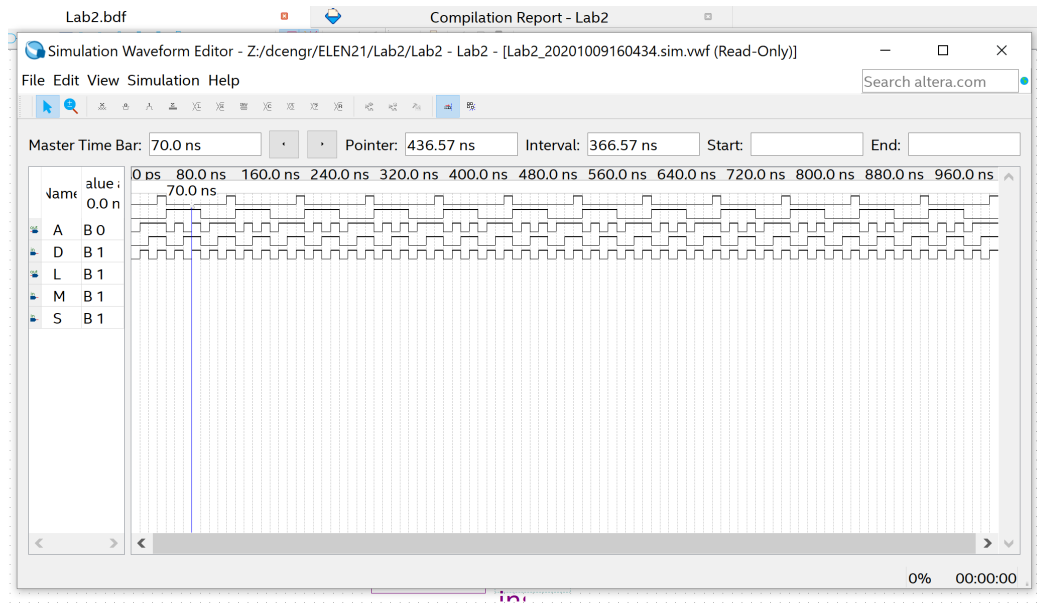 Lab2.bdf
Compilation Report - Lab2
Simulation Waveform Editor - Z:/dcengr/ELEN21/Lab2/Lab2 - Lab2 - [Lab2_20201009160434.sim.vwf (Read-Only)]
File Edit View Simulation Help
Search altera.com
Master Time Bar: 70.0 ns
Pointer: 436.57 ns
Interval: 366.57 ns
Start:
End:
0 ps 80.0 ns 160.0 ns 240.0 ns 320.0 ns 400.0 ns 480.0 ns 560.0 ns 640.0 ns 720.0 ns 800.0 ns 880.0 ns 960.0 ns
70.0 ns
A B 0
D B 1
L B 1
M B 1
S B 1
0% 00:00:00